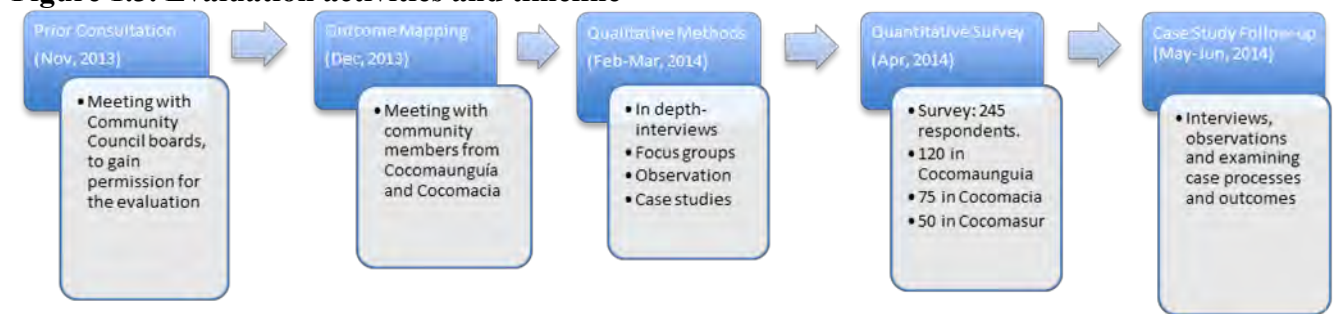 Figure 1.3: Evaluation activities and timeline
Prior Consultation
(Nov, 2013)
• Meeting with
Community
Council boards,
to gain
permission for
the evaluation
Outcome Mapping
(Dec, 2013)
• Meeting with
community
members from
Cocomaunguía
and Cocomacia
Qualitative Methods
(Feb-Mar, 2014)
• In depth-
interviews
• Focus groups
• Observation
• Case studies
Quantitative Survey
(Apr, 2014)
• Survey: 245
respondents.
• 120 in
Cocomaunguia
• 75 in Cocomacia
• 50 in Cocomasur
Case Study Follow-up
(May-Jun, 2014)
• Interviews,
observations
and examining
case processes
and outcomes